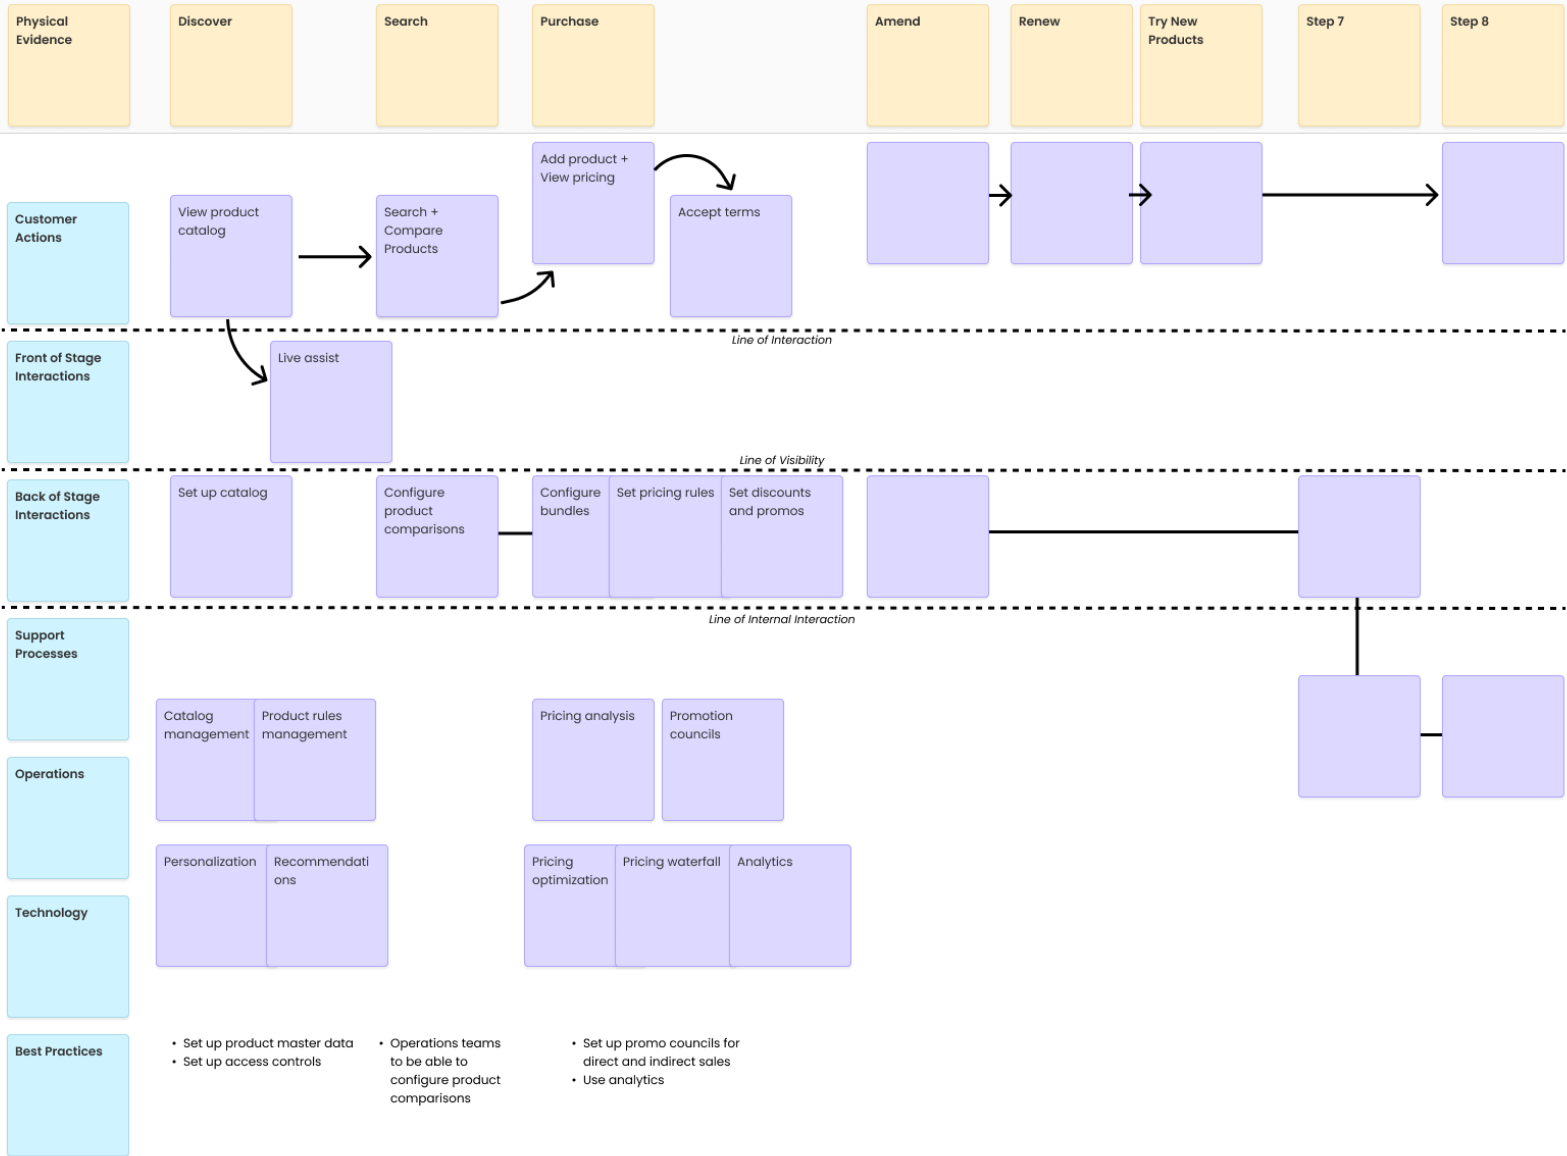 Physical
Evidence
Discover
Search
Purchase
Amend
Renew
Try New
Products
Step 7
Step 8
Customer
Actions
View product
catalog
Search +
Compare
Products
Add product +
View pricing
Accept terms
Line of Interaction
Front of Stage
Interactions
Live assist
Line of Visibility
Back of Stage
Interactions
Set up catalog
Configure
product
comparisons
Configure
bundles
Set pricing rules
Set discounts
and promos
Line of Internal Interaction
Support
Processes
Catalog
management
Product rules
management
Pricing analysis
Promotion
councils
Operations
Personalization
Recommendati
ons
Pricing
optimization
Pricing waterfall
Analytics
Technology
Best Practices
• Set up product master data
• Set up access controls
• Operations teams
to be able to
configure product
comparisons
• Set up promo councils for
direct and indirect sales
• Use analytics